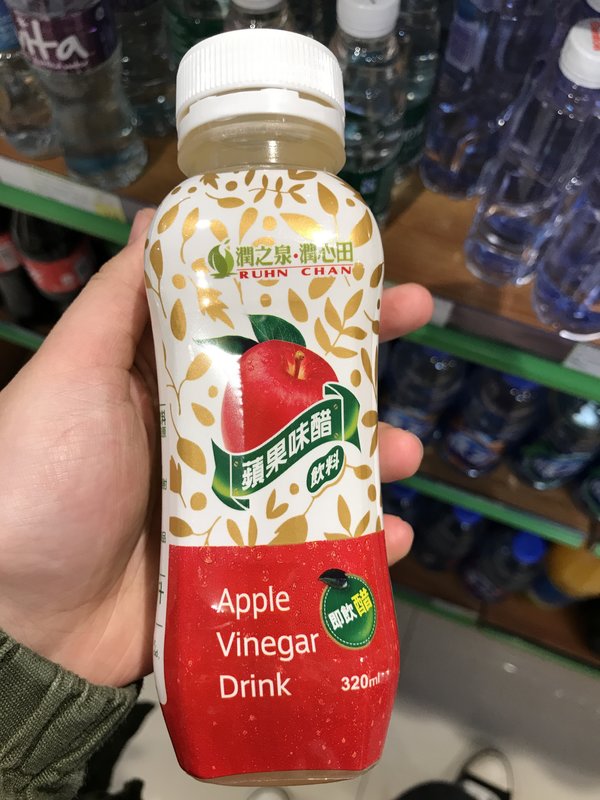 vita
潤之泉·潤心田
RUHN CHAN
蘋果味醋
飲料
Apple
Vinegar
Drink
即飲醋
320ml